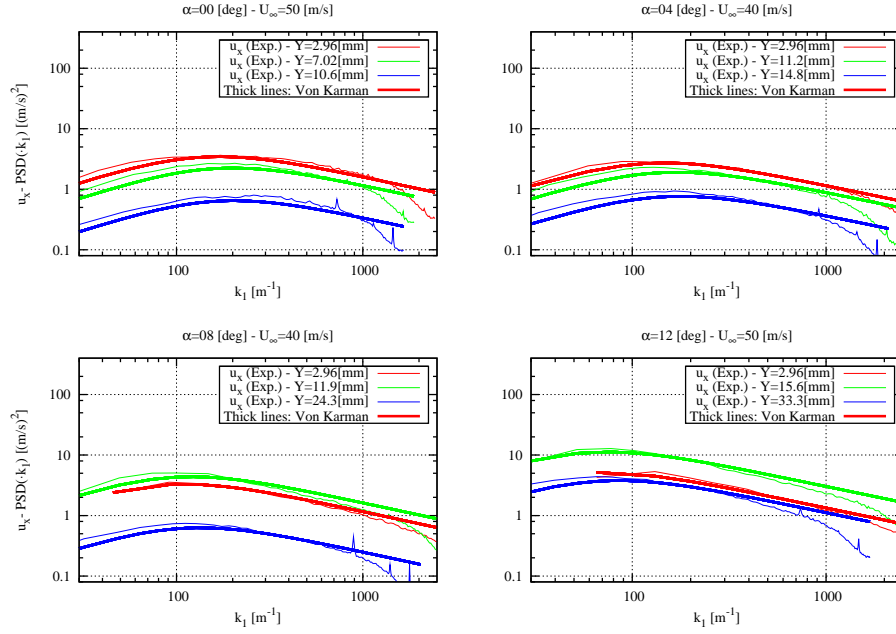 α=00 [deg] - U∞=50 [m/s]
u_x (Exp.) - Y=2.96[mm]
u_x (Exp.) - Y=7.02[mm]
u_x (Exp.) - Y=10.6[mm]
Thick lines: Von Karman
100
10
1
0.1
u_x- PSD(·k_1) [(m/s)^2]
100
1000
k_1 [m^-1]
α=04 [deg] - U∞=40 [m/s]
u_x (Exp.) - Y=2.96[mm]
u_x (Exp.) - Y=11.2[mm]
u_x (Exp.) - Y=14.8[mm]
Thick lines: Von Karman
100
10
1
0.1
100
1000
k_1 [m^-1]
α=08 [deg] - U∞=40 [m/s]
u_x (Exp.) - Y=2.96[mm]
u_x (Exp.) - Y=11.9[mm]
u_x (Exp.) - Y=24.3[mm]
Thick lines: Von Karman
100
10
1
0.1
u_x- PSD(·k_1) [(m/s)^2]
100
1000
k_1 [m^-1]
α=12 [deg] - U∞=50 [m/s]
u_x (Exp.) - Y=2.96[mm]
u_x (Exp.) - Y=15.6[mm]
u_x (Exp.) - Y=33.3[mm]
Thick lines: Von Karman
100
10
1
0.1
100
1000
k_1 [m^-1]